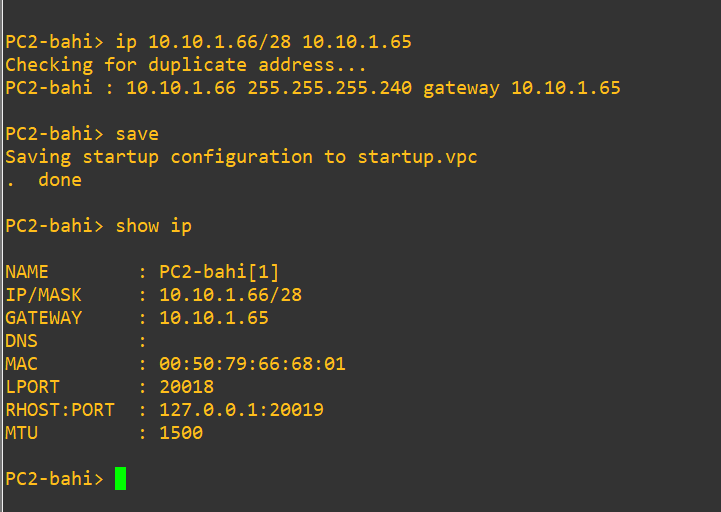 PC2-bahi> ip 10.10.1.66/28 10.10.1.65
Checking for duplicate address...
PC2-bahi : 10.10.1.66 255.255.255.240 gateway 10.10.1.65
PC2-bahi> save
Saving startup configuration to startup.vpc
.  done
PC2-bahi> show ip
NAME        : PC2-bahi[1]
IP/MASK     : 10.10.1.66/28
GATEWAY     : 10.10.1.65
DNS         :
MAC         : 00:50:79:66:68:01
LPORT       : 20018
RHOST:PORT  : 127.0.0.1:20019
MTU         : 1500
PC2-bahi>